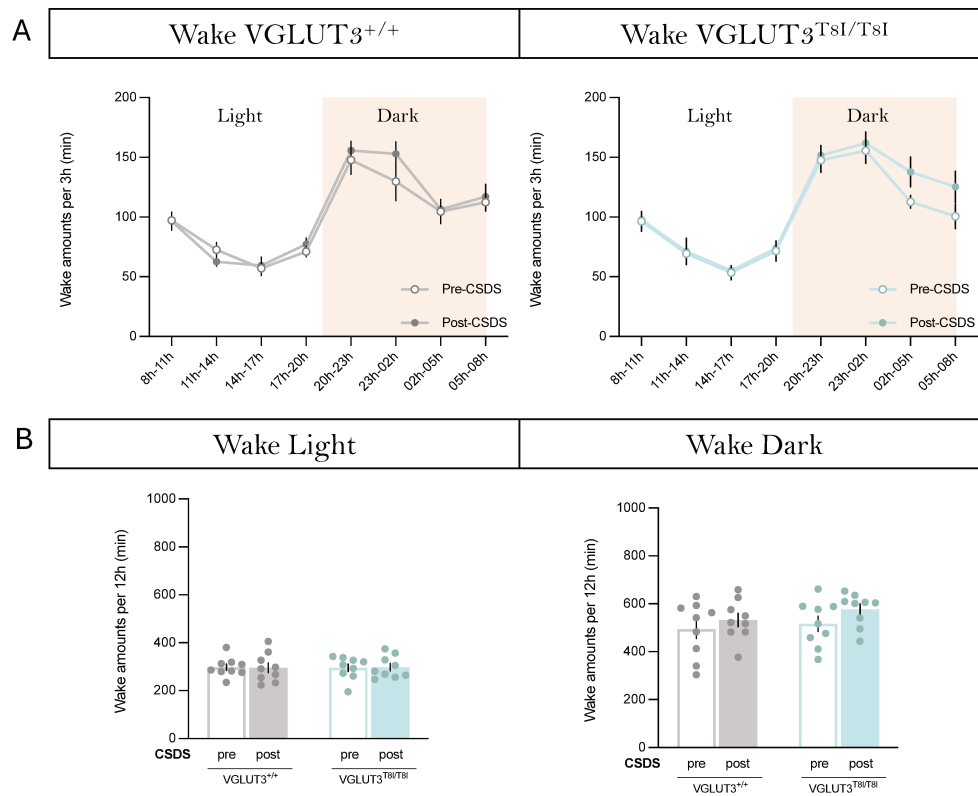 A
Wake VGLUT3+/+
Wake VGLUT3T8I/T8I
Wake amounts per 3h (min)
200
150
100
50
0
Light
Dark
Pre-CSDS
Post-CSDS
8h-11h
11h-14h
14h-17h
17h-20h
20h-23h
23h-02h
02h-05h
05h-08h
Wake amounts per 3h (min)
200
150
100
50
0
Light
Dark
Pre-CSDS
Post-CSDS
8h-11h
11h-14h
14h-17h
17h-20h
20h-23h
23h-02h
02h-05h
05h-08h
B
Wake Light
Wake Dark
Wake amounts per 12h (min)
1000
800
600
400
200
0
CSDS pre post pre post
VGLUT3+/+ VGLUT3T8I/T8I
Wake amounts per 12h (min)
1000
800
600
400
200
0
CSDS pre post pre post
VGLUT3+/+ VGLUT3T8I/T8I